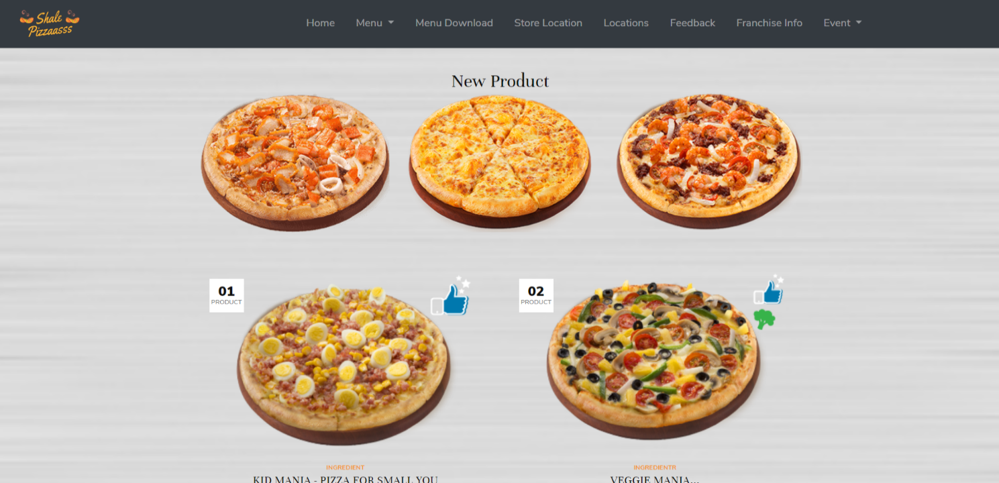 Shale
Pizzaasss
Home Menu Menu Download Store Location Locations Feedback Franchise Info Event
New Product
01
PRODUCT
02
PRODUCT
INGREDIENT
INGREDIENTR
KID MANIA - PIZZA FOR SMALL YOU
VEGGIE MANIA...